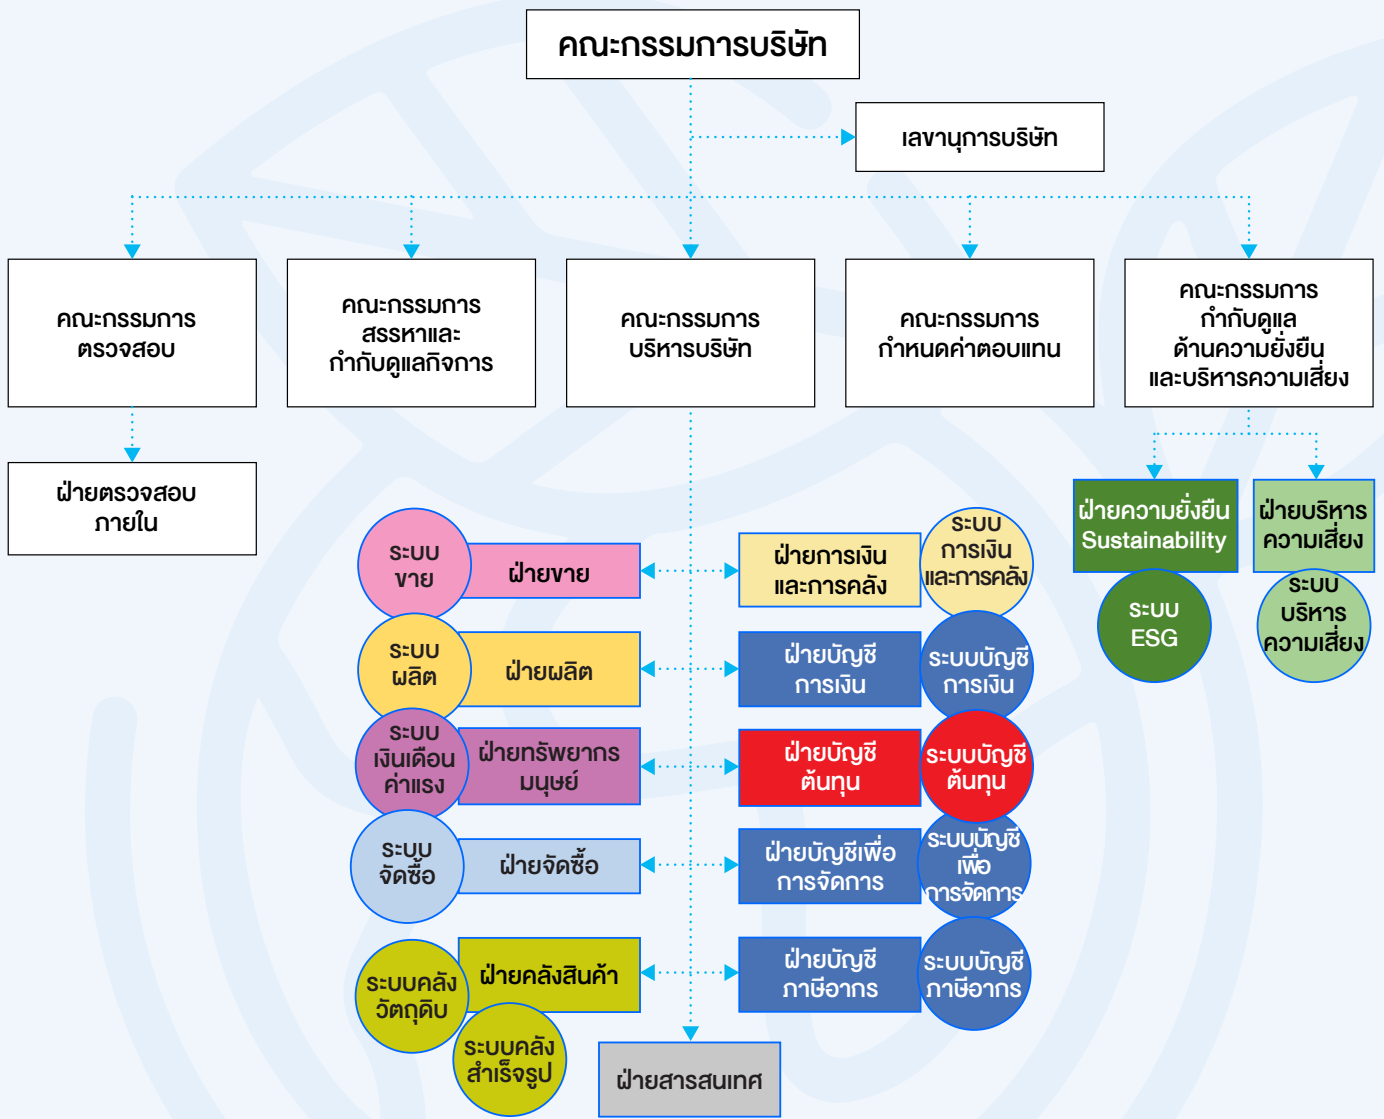 คณะกรรมการบริษัท
เลขานุการบริษัท
คณะกรรมการ
ตรวจสอบ
คณะกรรมการ
สรรหาและ
กำกับดูแลกิจการ
คณะกรรมการ
บริหารบริษัท
คณะกรรมการ
กำหนดค่าตอบแทน
คณะกรรมการ
กำกับดูแล
ด้านความยั่งยืน
และบริหารความเสี่ยง
ฝ่ายตรวจสอบ
ภายใน
ฝ่ายความยั่งยืน
Sustainability
ฝ่ายบริหาร
ความเสี่ยง
ระบบ
ESG
ระบบ
บริหาร
ความเสี่ยง
ระบบ
ขาย
ฝ่ายขาย
ฝ่ายการเงิน
และการคลัง
ระบบ
การเงิน
และการคลัง
ระบบ
ผลิต
ฝ่ายผลิต
ฝ่ายบัญชี
การเงิน
ระบบบัญชี
การเงิน
ระบบ
เงินเดือน
ค่าแรง
ฝ่ายทรัพยากร
มนุษย์
ฝ่ายบัญชี
ต้นทุน
ระบบบัญชี
ต้นทุน
ระบบ
จัดซื้อ
ฝ่ายจัดซื้อ
ฝ่ายบัญชีเพื่อ
การจัดการ
ระบบบัญชี
เพื่อ
การจัดการ
ระบบคลัง
วัตถุดิบ
ฝ่ายคลังสินค้า
ฝ่ายบัญชี
ภาษีอากร
ระบบบัญชี
ภาษีอากร
ระบบคลัง
สำเร็จรูป
ฝ่ายสารสนเทศ